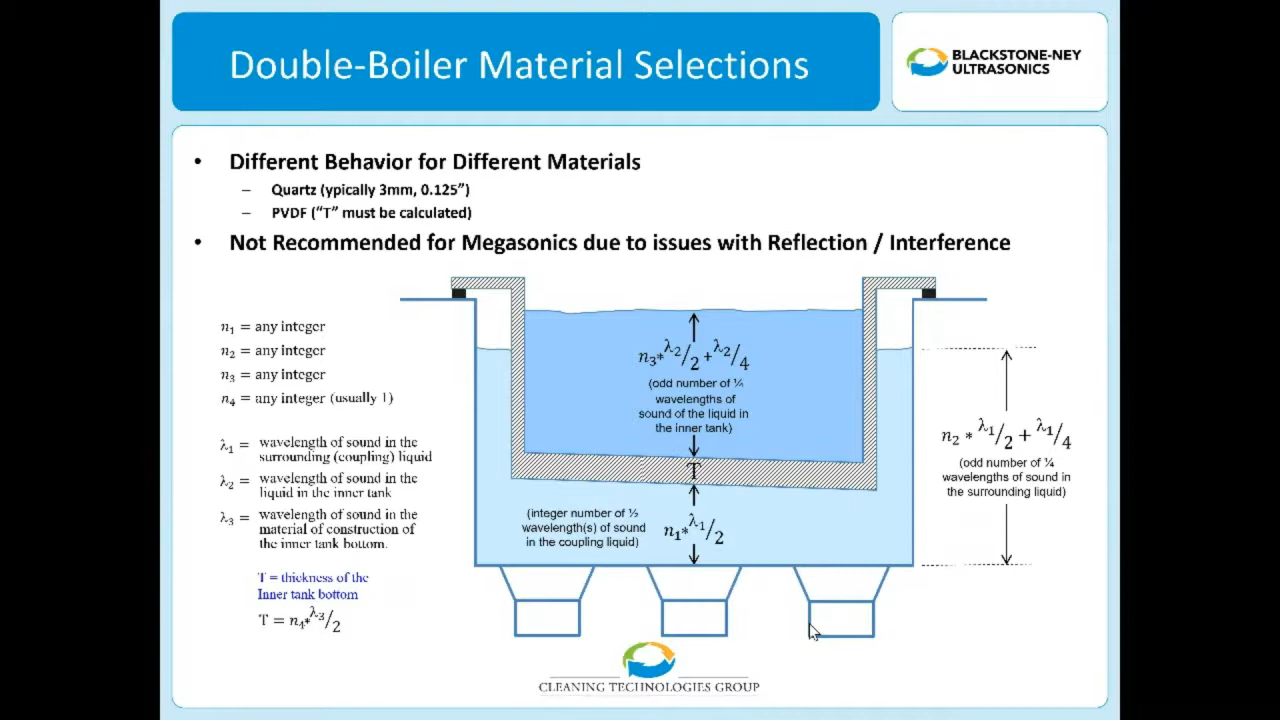 Double-Boiler Material Selections
BLACKSTONE-NEY
ULTRASONICS
• Different Behavior for Different Materials
– Quartz (ypically 3mm, 0.125”)
– PVDF (“T” must be calculated)
• Not Recommended for Megasonics due to issues with Reflection / Interference
n₁ = any integer
n₂ = any integer
n₃ = any integer
n₄ = any integer (usually 1)
λ₁ = wavelength of sound in the
surrounding (coupling) liquid
λ₂ = wavelength of sound in the
liquid in the inner tank
λ₃ = wavelength of sound in the
material of construction of
the inner tank bottom.
T = thickness of the
Inner tank bottom
T = n₄*λ₃/2
n₃*λ₂/2 + λ₂/4
(odd number of ¼
wavelengths of
sound of the liquid in
the inner tank)
T
(integer number of ½
wavelength(s) of sound
in the coupling liquid)
n₁*λ₁/2
n₂ * λ₁/2 + λ₁/4
(odd number of ¼
wavelengths of sound in
the surrounding liquid)
CLEANING TECHNOLOGIES GROUP